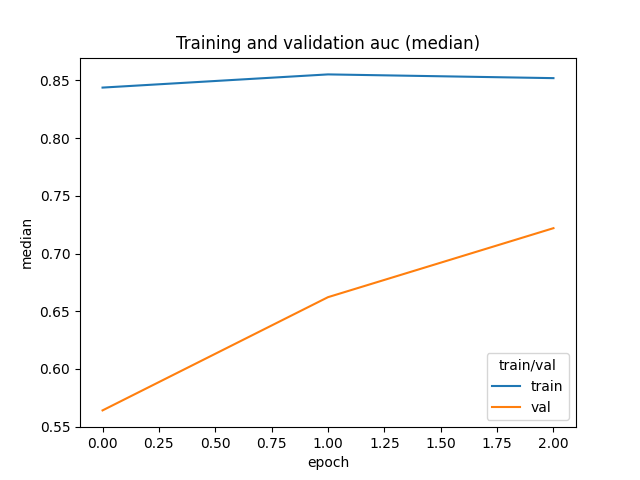 Training and validation auc (median)
0.85
0.80
0.75
0.70
0.65
0.60
0.55
median
train/val
train
val
0.00 0.25 0.50 0.75 1.00 1.25 1.50 1.75 2.00
epoch